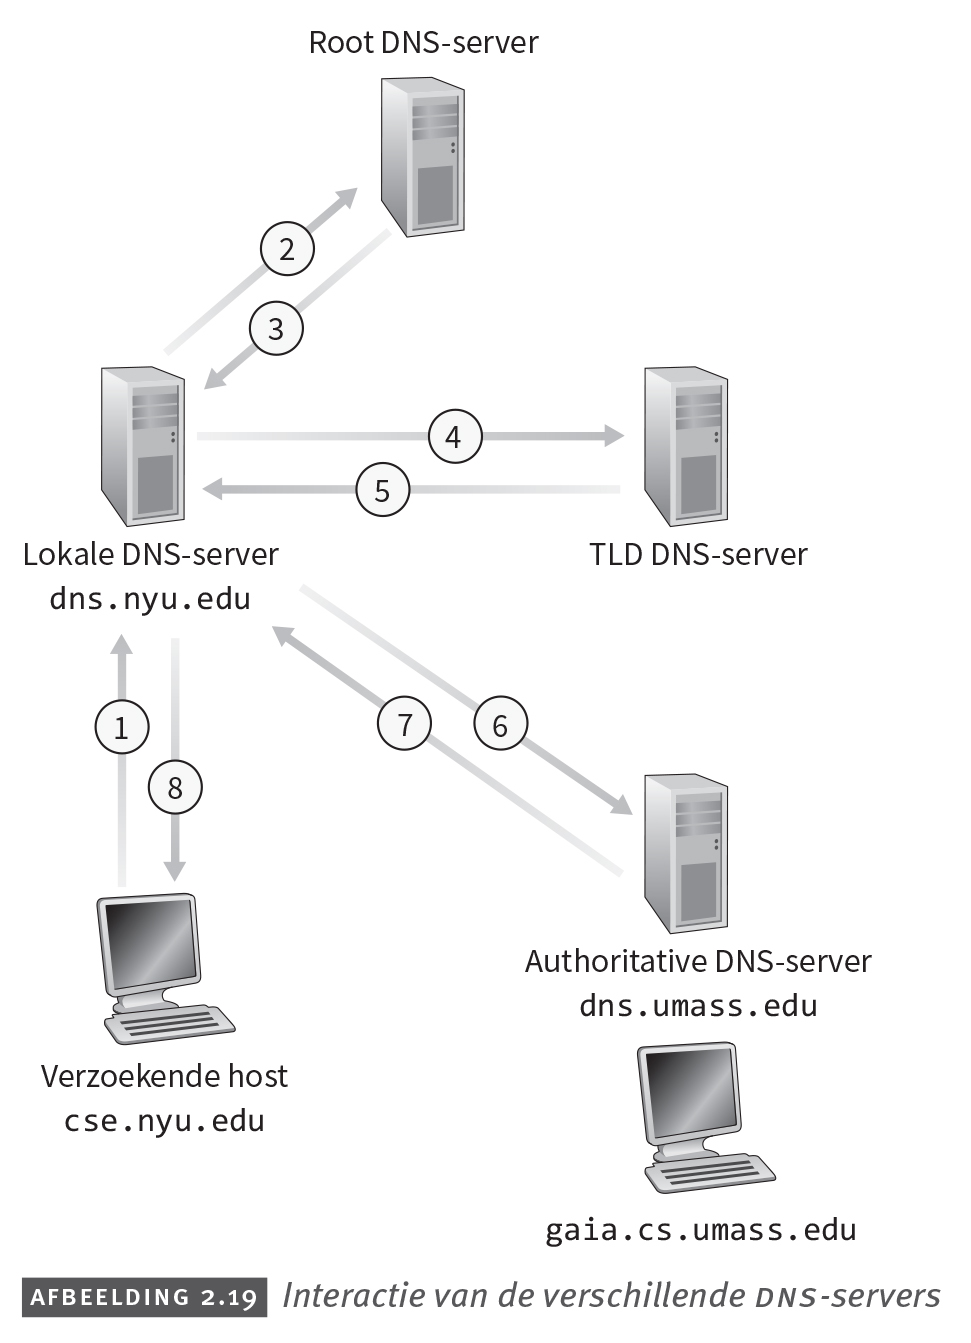 Root DNS-server
2
3
4
5
Lokale DNS-server
dns.nyu.edu
TLD DNS-server
1
8
7
6
Authoritative DNS-server
dns.umass.edu
Verzoekende host
cse.nyu.edu
gaia.cs.umass.edu
AFBEELDING 2.19 Interactie van de verschillende DNS-servers